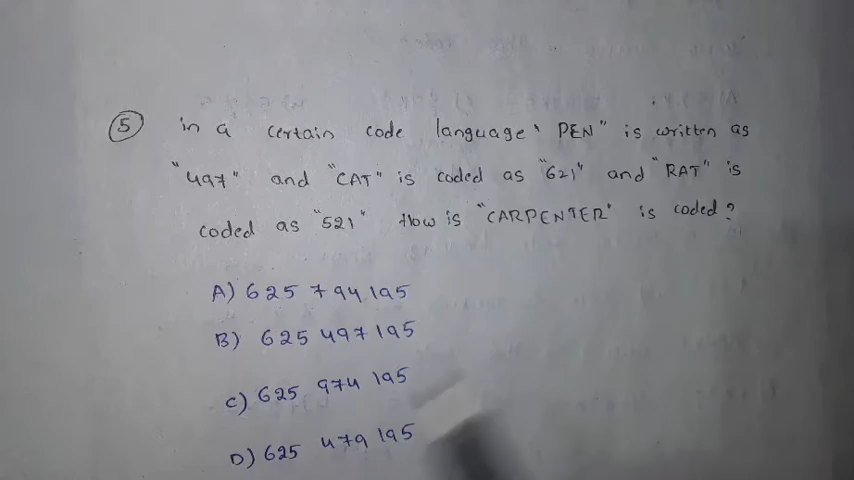 5 in a certain code language "PEN" is written as
"497" and "CAT" is coded as "621" and "RAT" is
coded as "521" How is "CARPENTER" is coded?
A) 625 794 195
B) 625 497 195
C) 625 974 195
D) 625 479 195